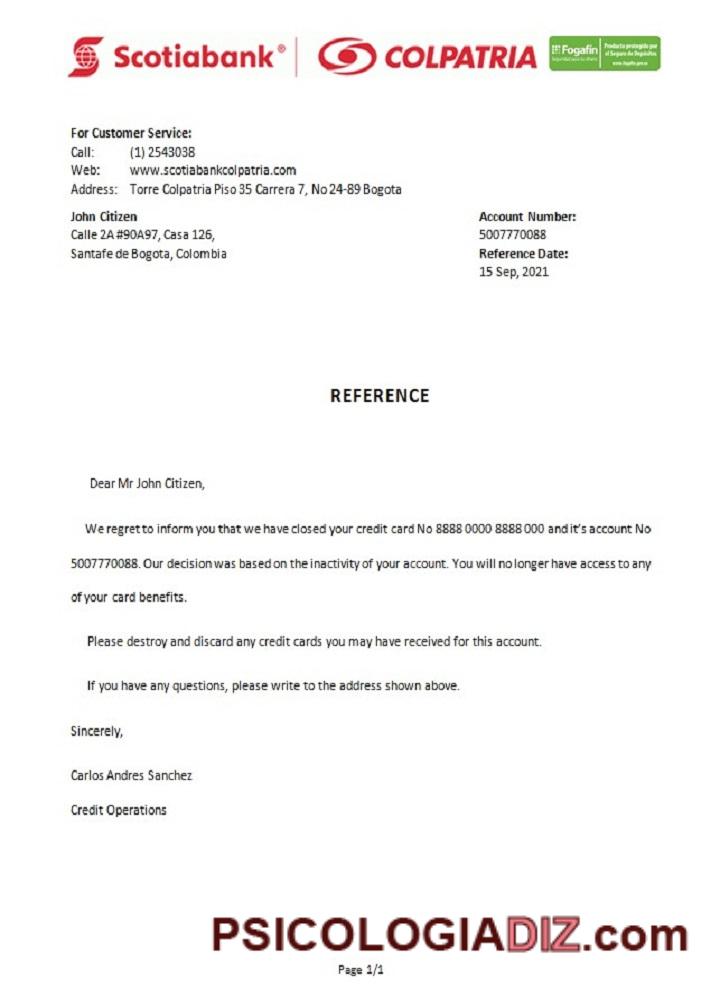 Scotiabank® COLPATRIA Fogafín Producto protegido por
el Seguro de Depósitos
For Customer Service:
Call: (1) 2543038
Web: www.scotiabankcolpatria.com
Address: Torre Colpatria Piso 35 Carrera 7, No 24-89 Bogota
John Citizen
Calle 2A #90A97, Casa 126,
Santafe de Bogota, Colombia
Account Number:
5007770088
Reference Date:
15 Sep, 2021
REFERENCE
Dear Mr John Citizen,
We regret to inform you that we have closed your credit card No 8888 0000 8888 000 and it's account No
5007770088. Our decision was based on the inactivity of your account. You will no longer have access to any
of your card benefits.
Please destroy and discard any credit cards you may have received for this account.
If you have any questions, please write to the address shown above.
Sincerely,
Carlos Andres Sanchez
Credit Operations
PSICOLOGIADIZ.com
Page 1/1